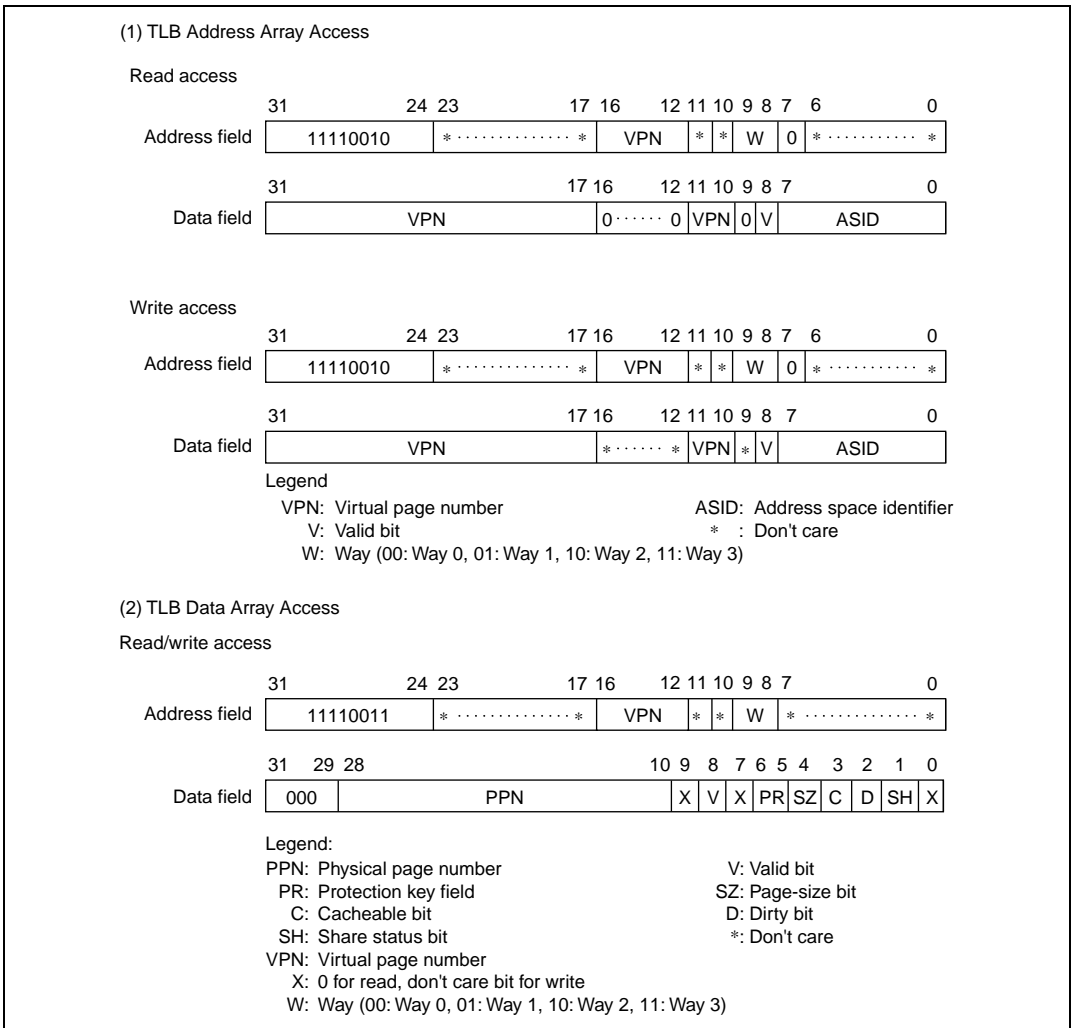 (1) TLB Address Array Access
Read access
31 24 23 17 16 12 11 10 9 8 7 6 0
Address field 11110010 * ·············· * VPN * * W 0 * ··········· *
31 17 16 12 11 10 9 8 7 0
Data field VPN 0 ······ 0 VPN 0 V ASID
Write access
31 24 23 17 16 12 11 10 9 8 7 6 0
Address field 11110010 * ·············· * VPN * * W 0 * ··········· *
31 17 16 12 11 10 9 8 7 0
Data field VPN * ······ * VPN * V ASID
Legend
VPN: Virtual page number ASID: Address space identifier
V: Valid bit * : Don't care
W: Way (00: Way 0, 01: Way 1, 10: Way 2, 11: Way 3)
(2) TLB Data Array Access
Read/write access
31 24 23 17 16 12 11 10 9 8 7 0
Address field 11110011 * ·············· * VPN * * W * ·············· *
31 29 28 10 9 8 7 6 5 4 3 2 1 0
Data field 000 PPN X V X PR SZ C D SH X
Legend:
PPN: Physical page number V: Valid bit
PR: Protection key field SZ: Page-size bit
C: Cacheable bit D: Dirty bit
SH: Share status bit *: Don't care
VPN: Virtual page number
X: 0 for read, don't care bit for write
W: Way (00: Way 0, 01: Way 1, 10: Way 2, 11: Way 3)